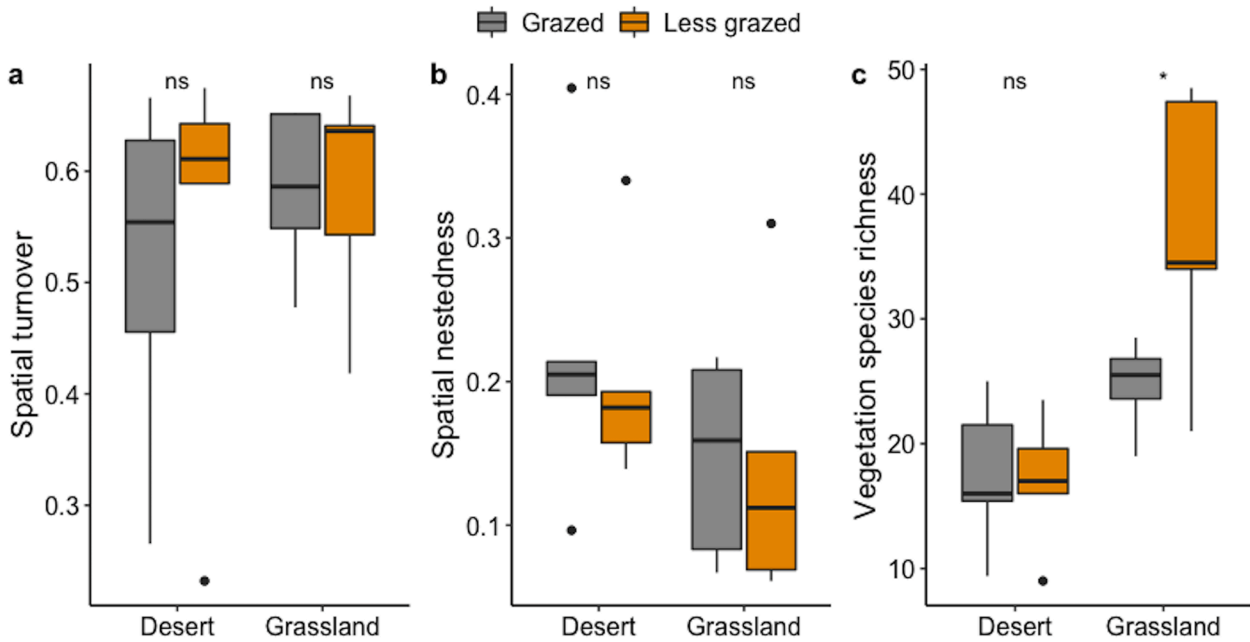 Grazed Less grazed
a
ns ns
Spatial turnover
0.6
0.5
0.4
0.3
Desert Grassland
b
ns ns
Spatial nestedness
0.4
0.3
0.2
0.1
Desert Grassland
c
ns *
Vegetation species richness
50
40
30
20
10
Desert Grassland